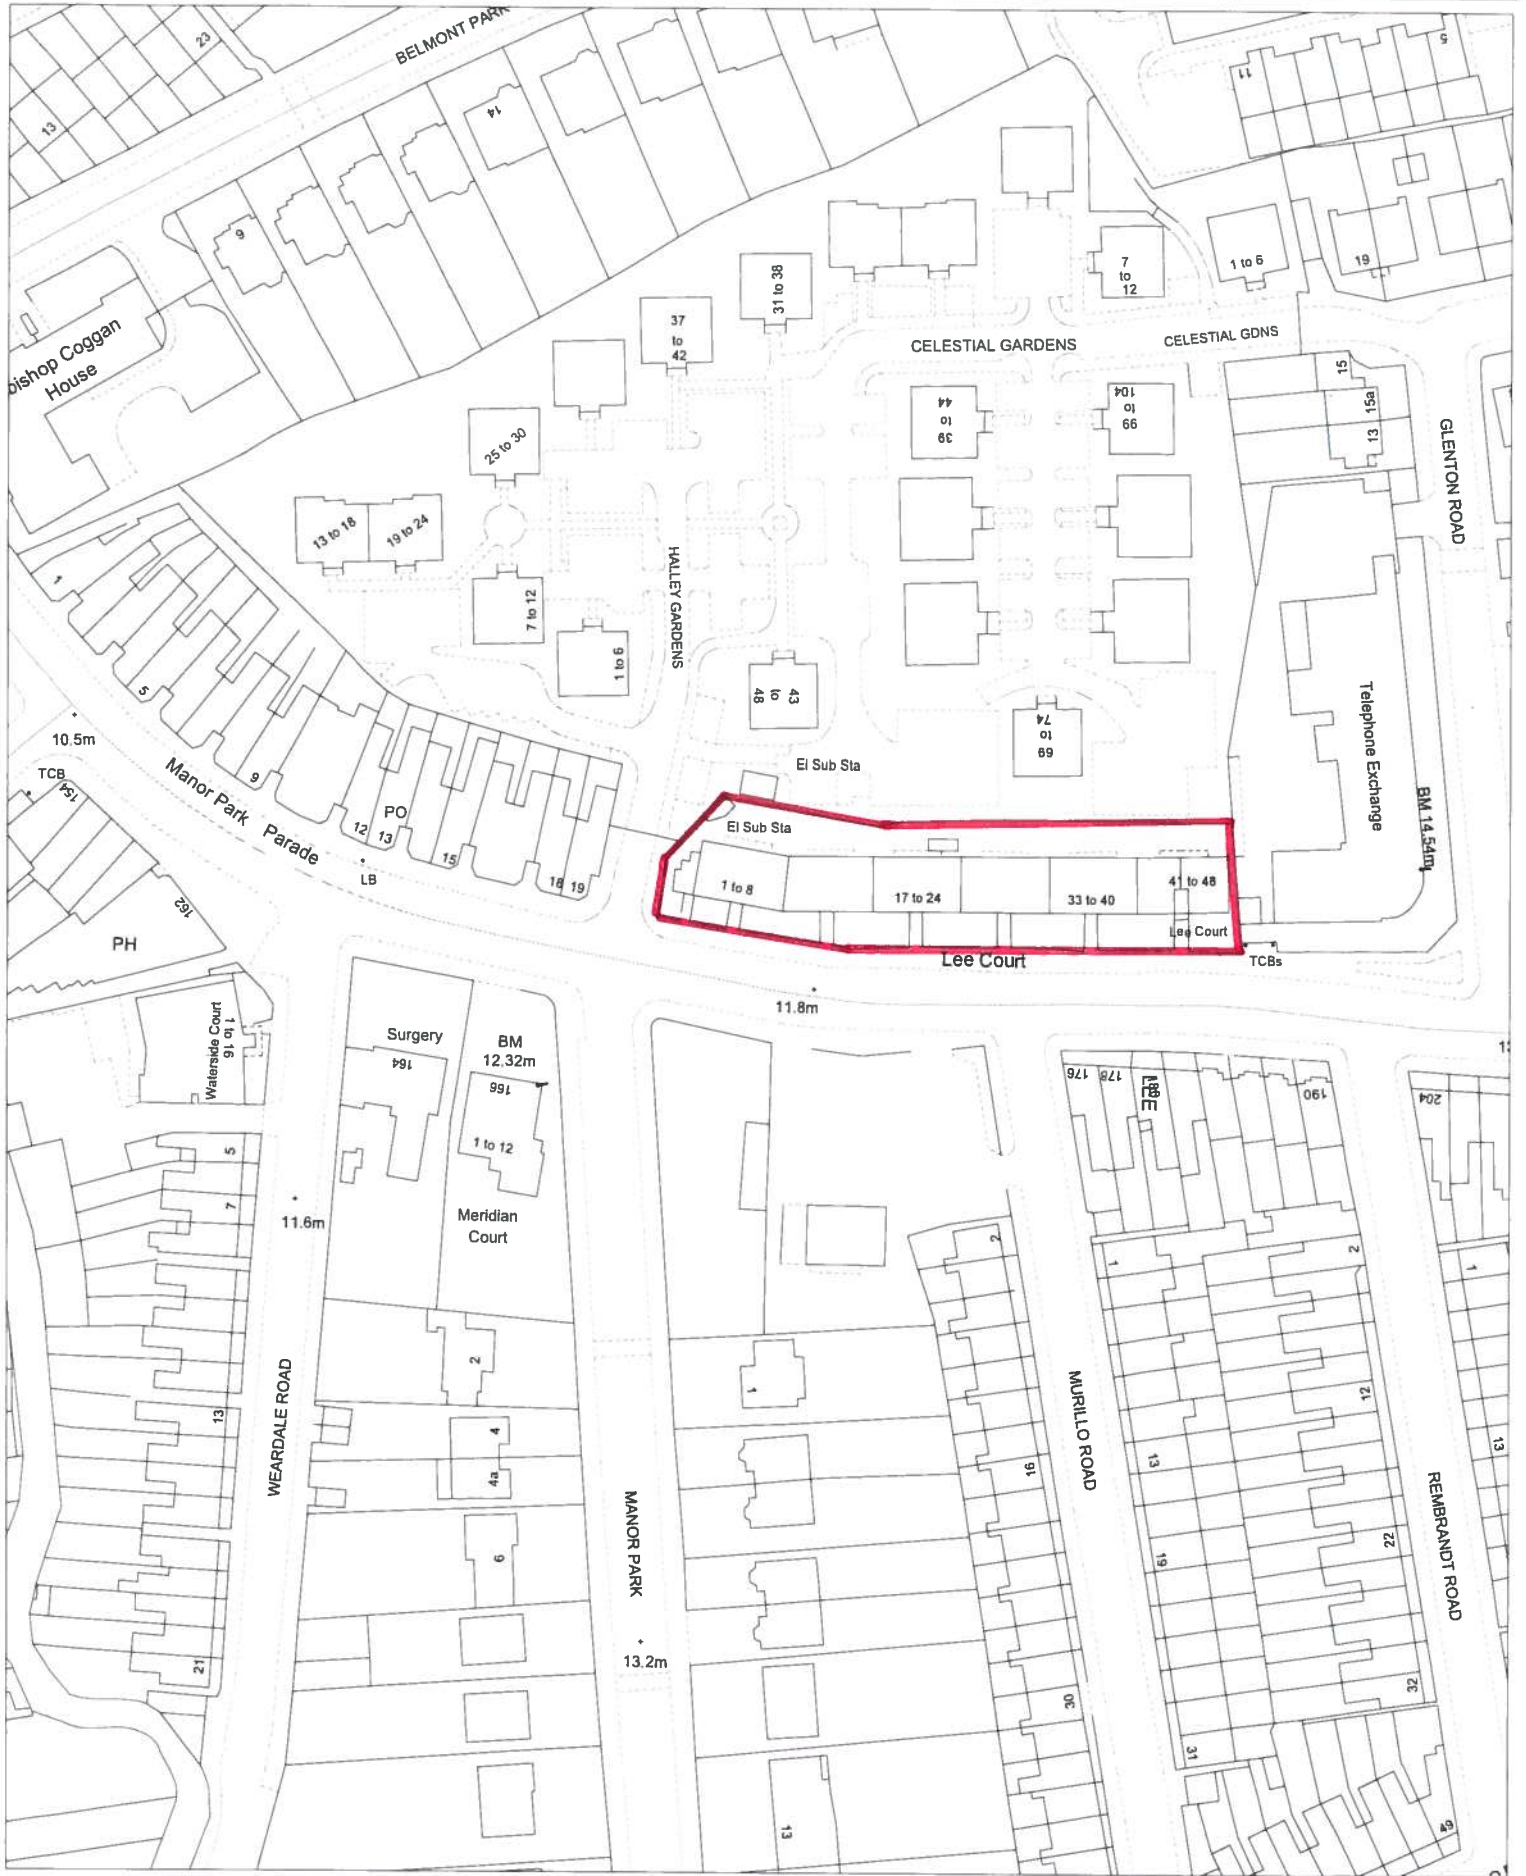 BELMONT PARK
23
13
14
9
5
11
19
1 to 6
7
to
12
31 to 38
37
to
42
CELESTIAL GARDENS
CELESTIAL GDNS
bishop Coggan
House
25 to 30
13 to 18
19 to 24
7 to 12
1 to 6
HALLEY GARDENS
44
to
39
104
to
99
15
15a
13
GLENTON ROAD
43
to
48
74
to
69
Telephone Exchange
BM 14.54m
1
5
9
12
13
PO
15
18
19
10.5m
TCB
154
Manor Park Parade
LB
162
PH
El Sub Sta
El Sub Sta
1 to 8
17 to 24
33 to 40
41 to 48
Lee Court
Lee Court
TCBs
11.8m
Waterside Court
1 to 16
Surgery
164
BM
12.32m
166
1 to 12
Meridian
Court
176
178
LEE
190
204
5
7
11.6m
13
21
WEARDALE ROAD
2
4
4a
6
MANOR PARK
13.2m
1
13
2
16
30
MURILLO ROAD
1
13
19
31
2
12
22
32
49
REMBRANDT ROAD
1
13